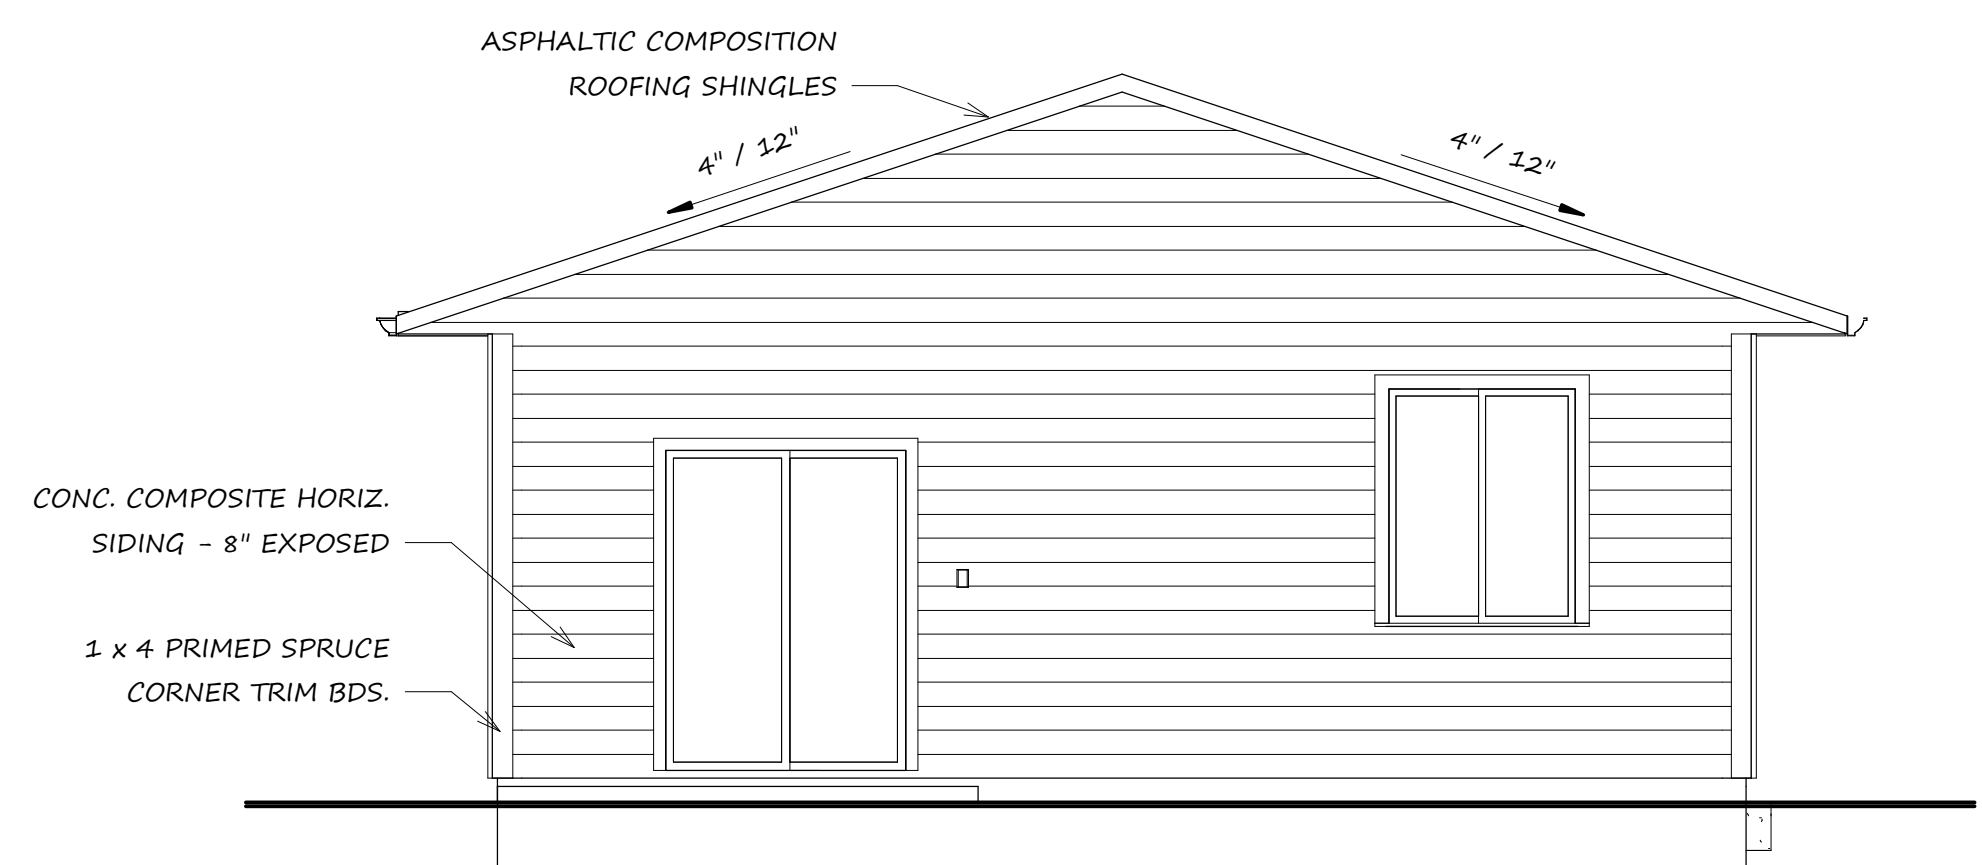 ASPHALTIC COMPOSITION
ROOFING SHINGLES
4" / 12"
4" / 12"
CONC. COMPOSITE HORIZ.
SIDING - 8" EXPOSED
1 x 4 PRIMED SPRUCE
CORNER TRIM BDS.